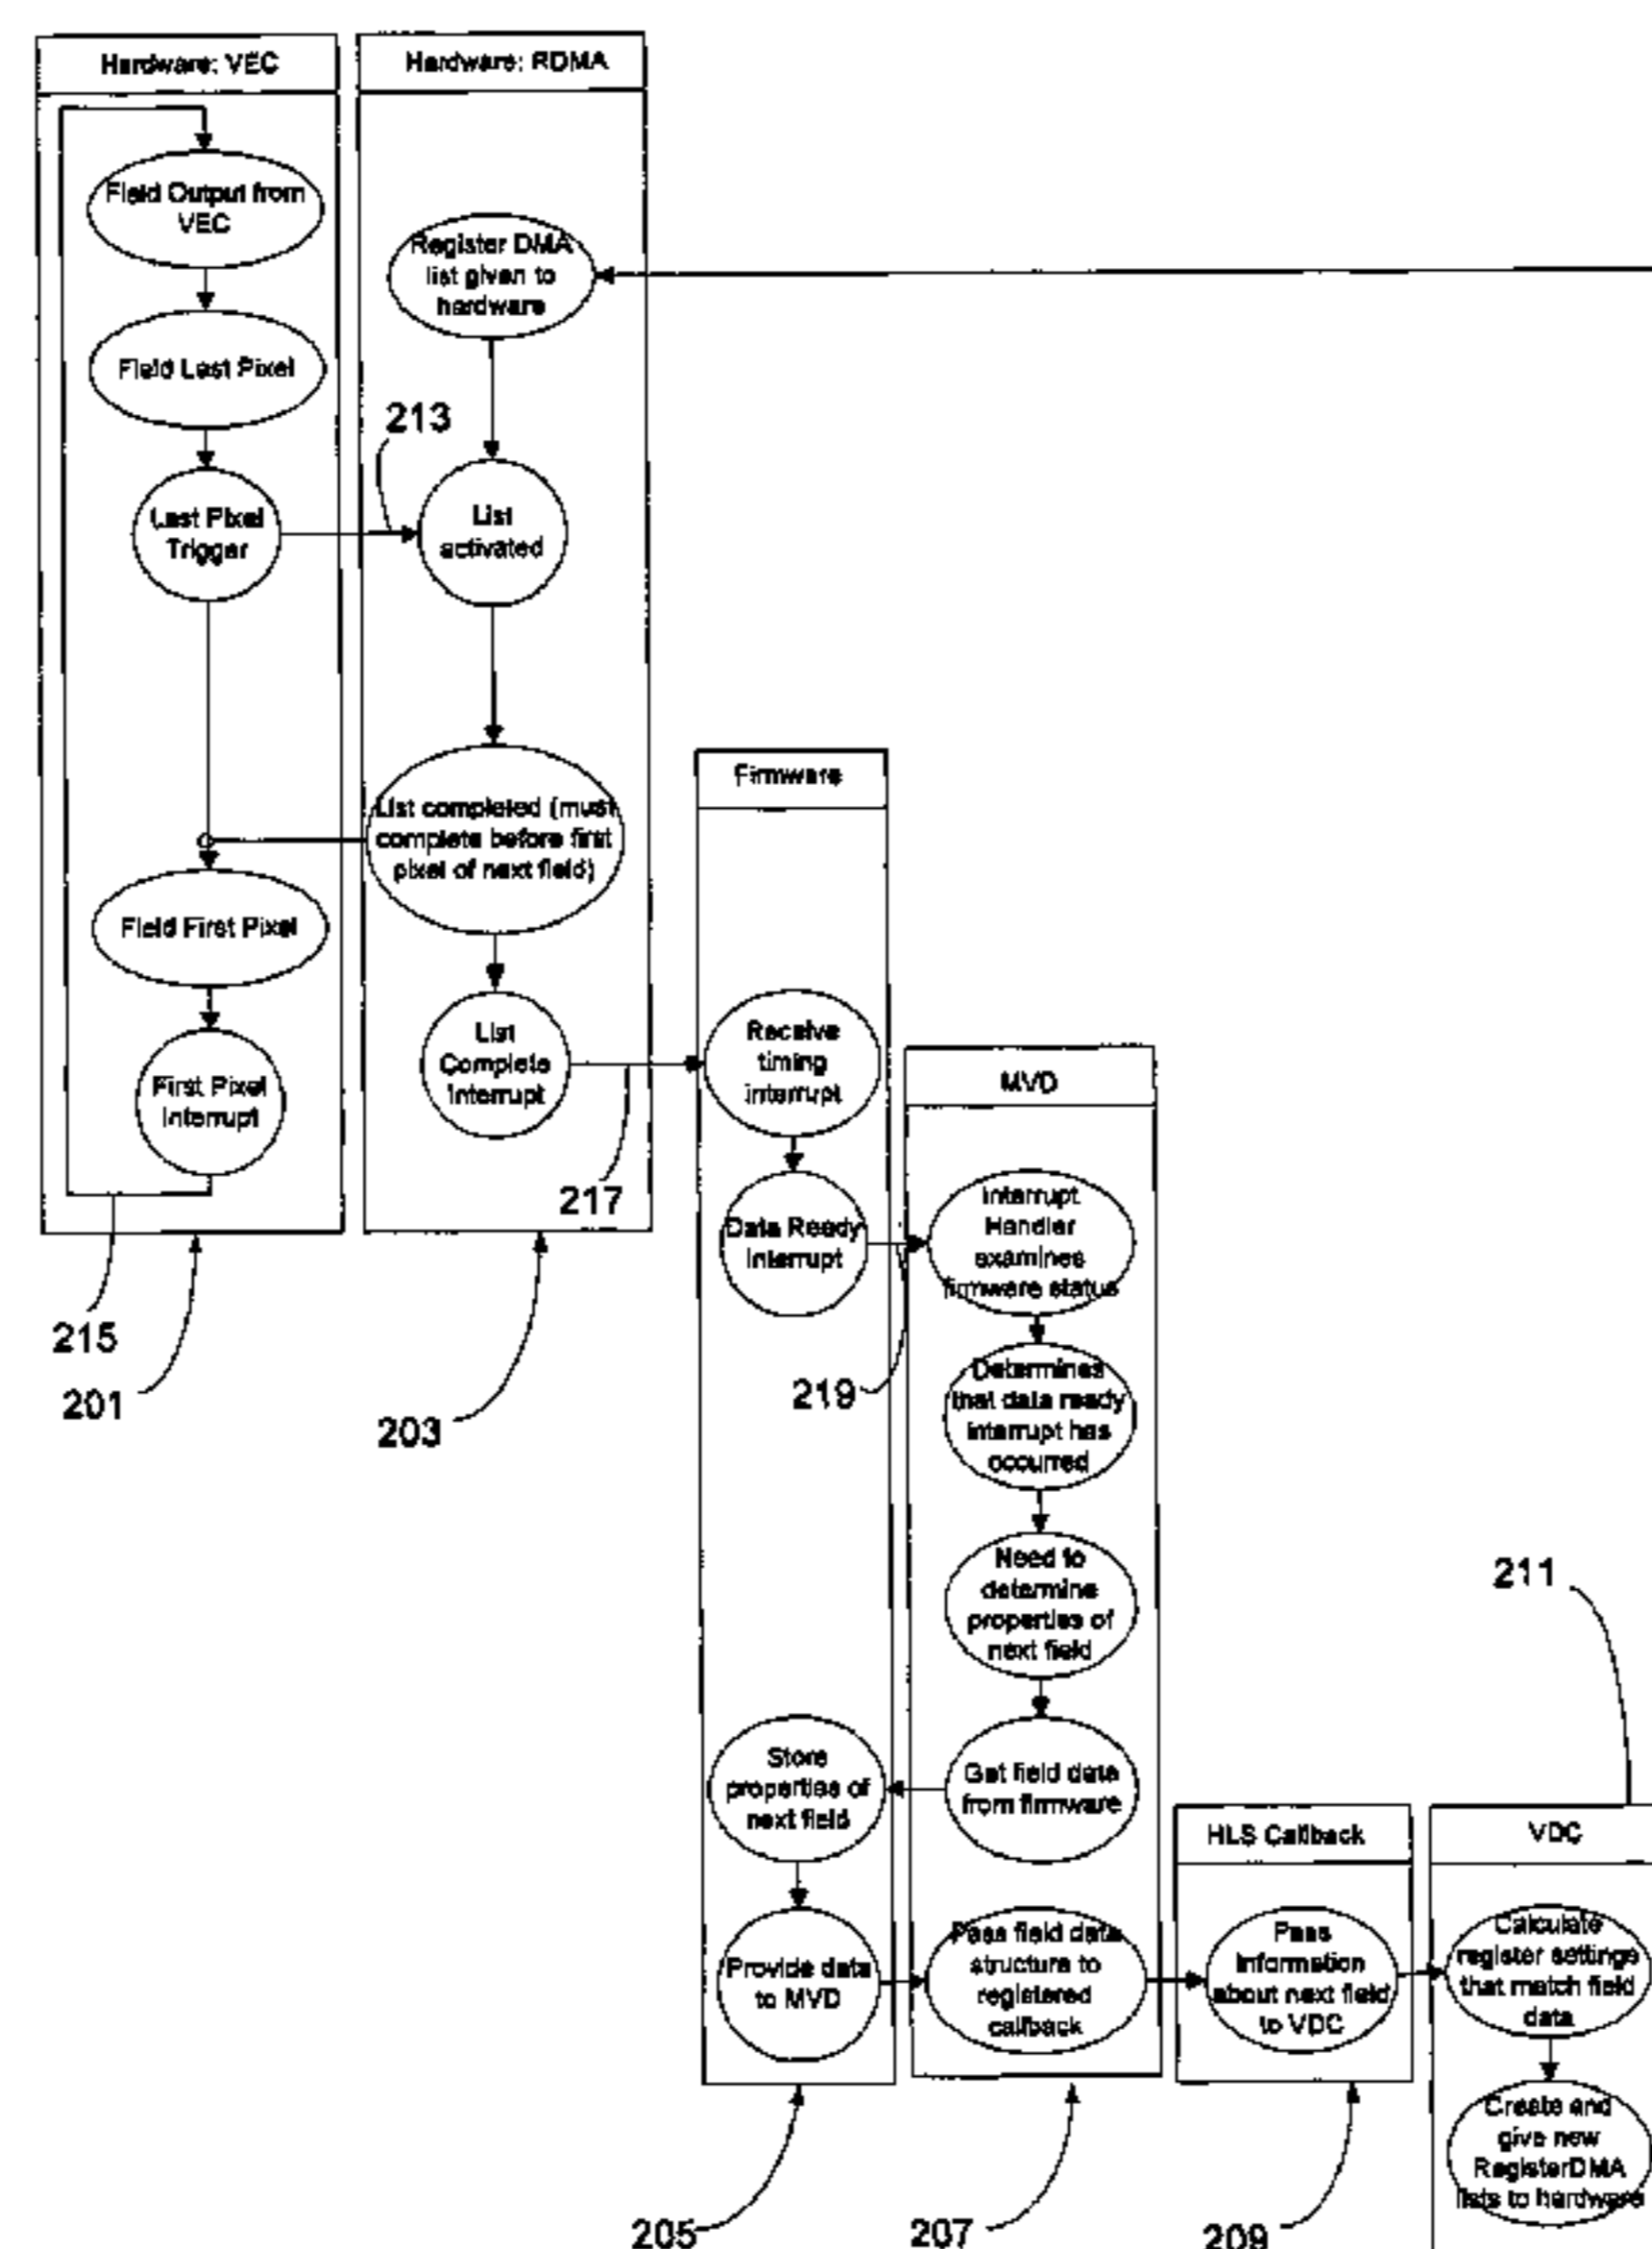 Hardware: VEC
Field Output from
VEC
Field Last Pixel
Last Pixel
Trigger
Field First Pixel
First Pixel
Interrupt
215
201
Hardware: RDMA
Register DMA
list given to
hardware
213
List
activated
List completed (must
complete before first
pixel of next field)
List
Complete
Interrupt
217
203
Firmware
Receive
timing
interrupt
Data Ready
Interrupt
219
Store
properties of
next field
Provide data
to MVD
205
MVD
Interrupt
Handler
examines
firmware status
Determines
that data ready
interrupt has
occurred
Need to
determine
properties of
next field
Get field data
from firmware
Pass field data
structure to
registered
callback
207
HLS Callback
Pass
Information
about next field
to VDC
209
211
VDC
Calculate
register settings
that match field
data
Create and
give new
RegisterDMA
lists to hardware